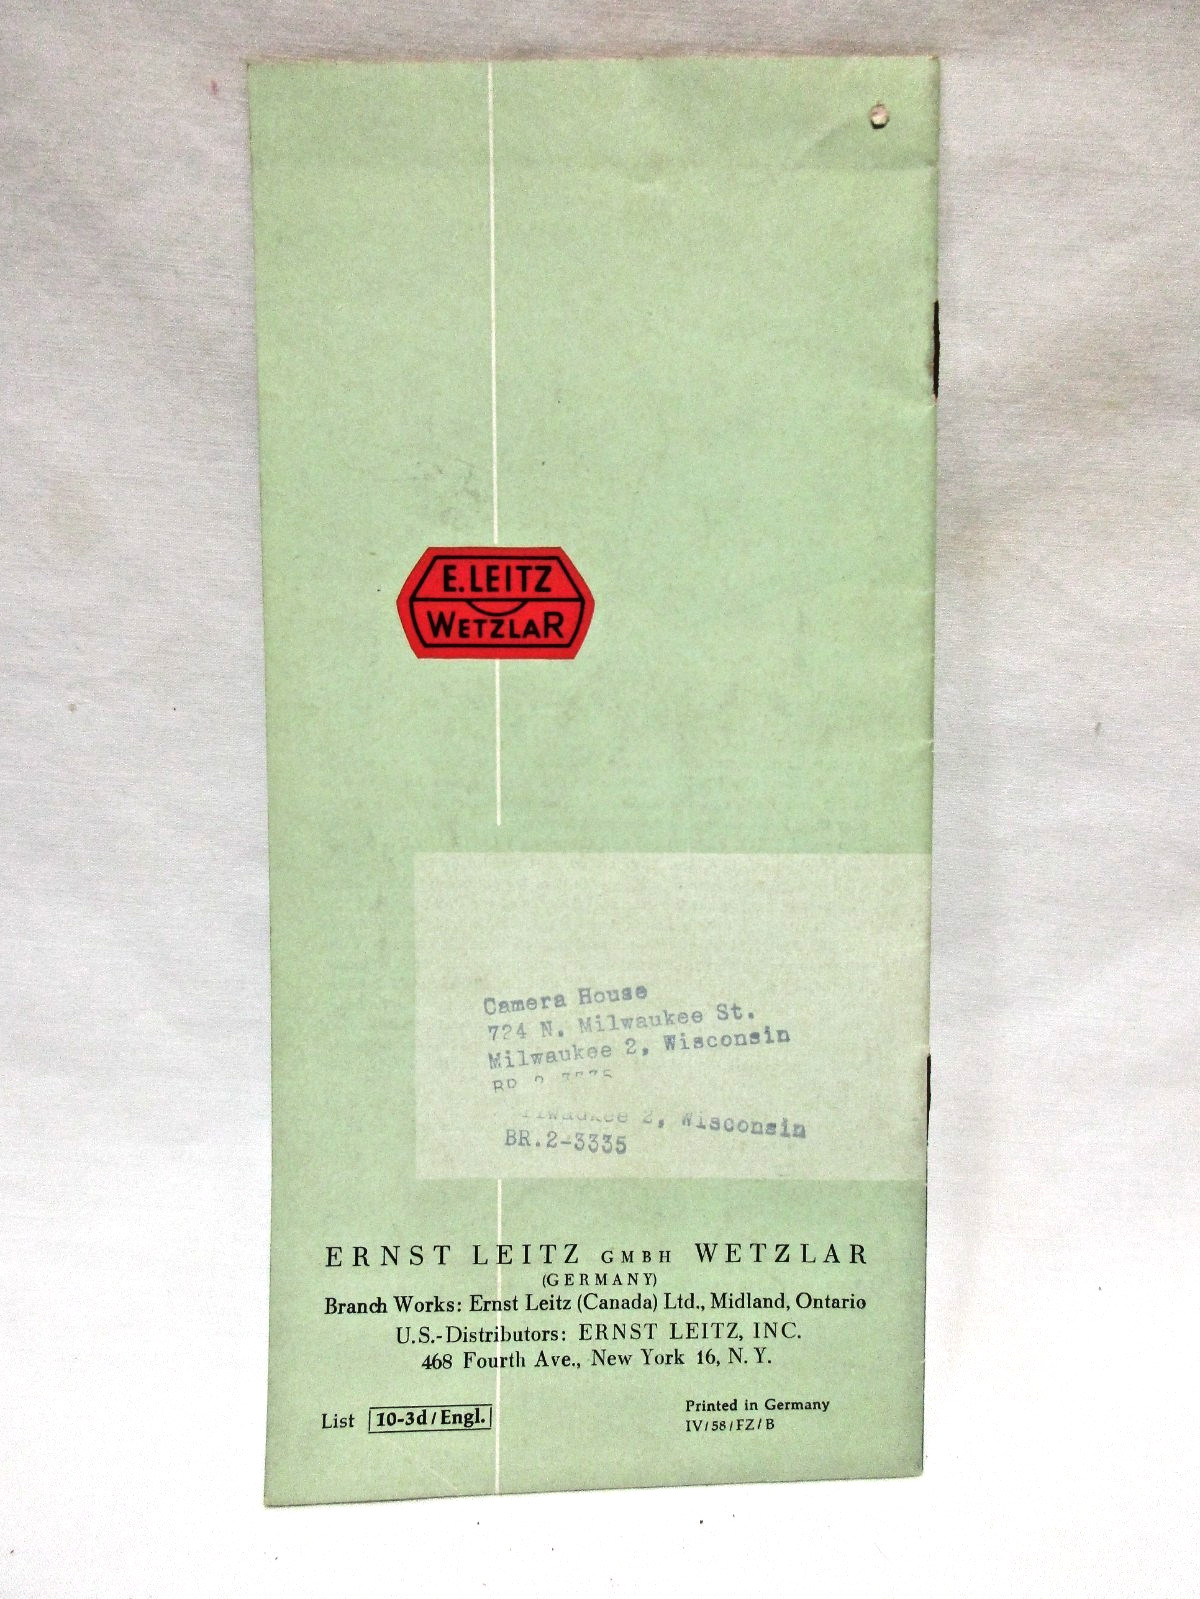 E. LEITZ
WETZLAR
Camera House
724 N. Milwaukee St.
Milwaukee 2, Wisconsin
2, Wisconsin
BR.2-3335
ERNST LEITZ GMBH WETZLAR
(GERMANY)
Branch Works: Ernst Leitz (Canada) Ltd., Midland, Ontario
U.S.-Distributors: ERNST LEITZ, INC.
468 Fourth Ave., New York 16, N. Y.
List 10-3d/Engl.
Printed in Germany
IV/58/FZ/B